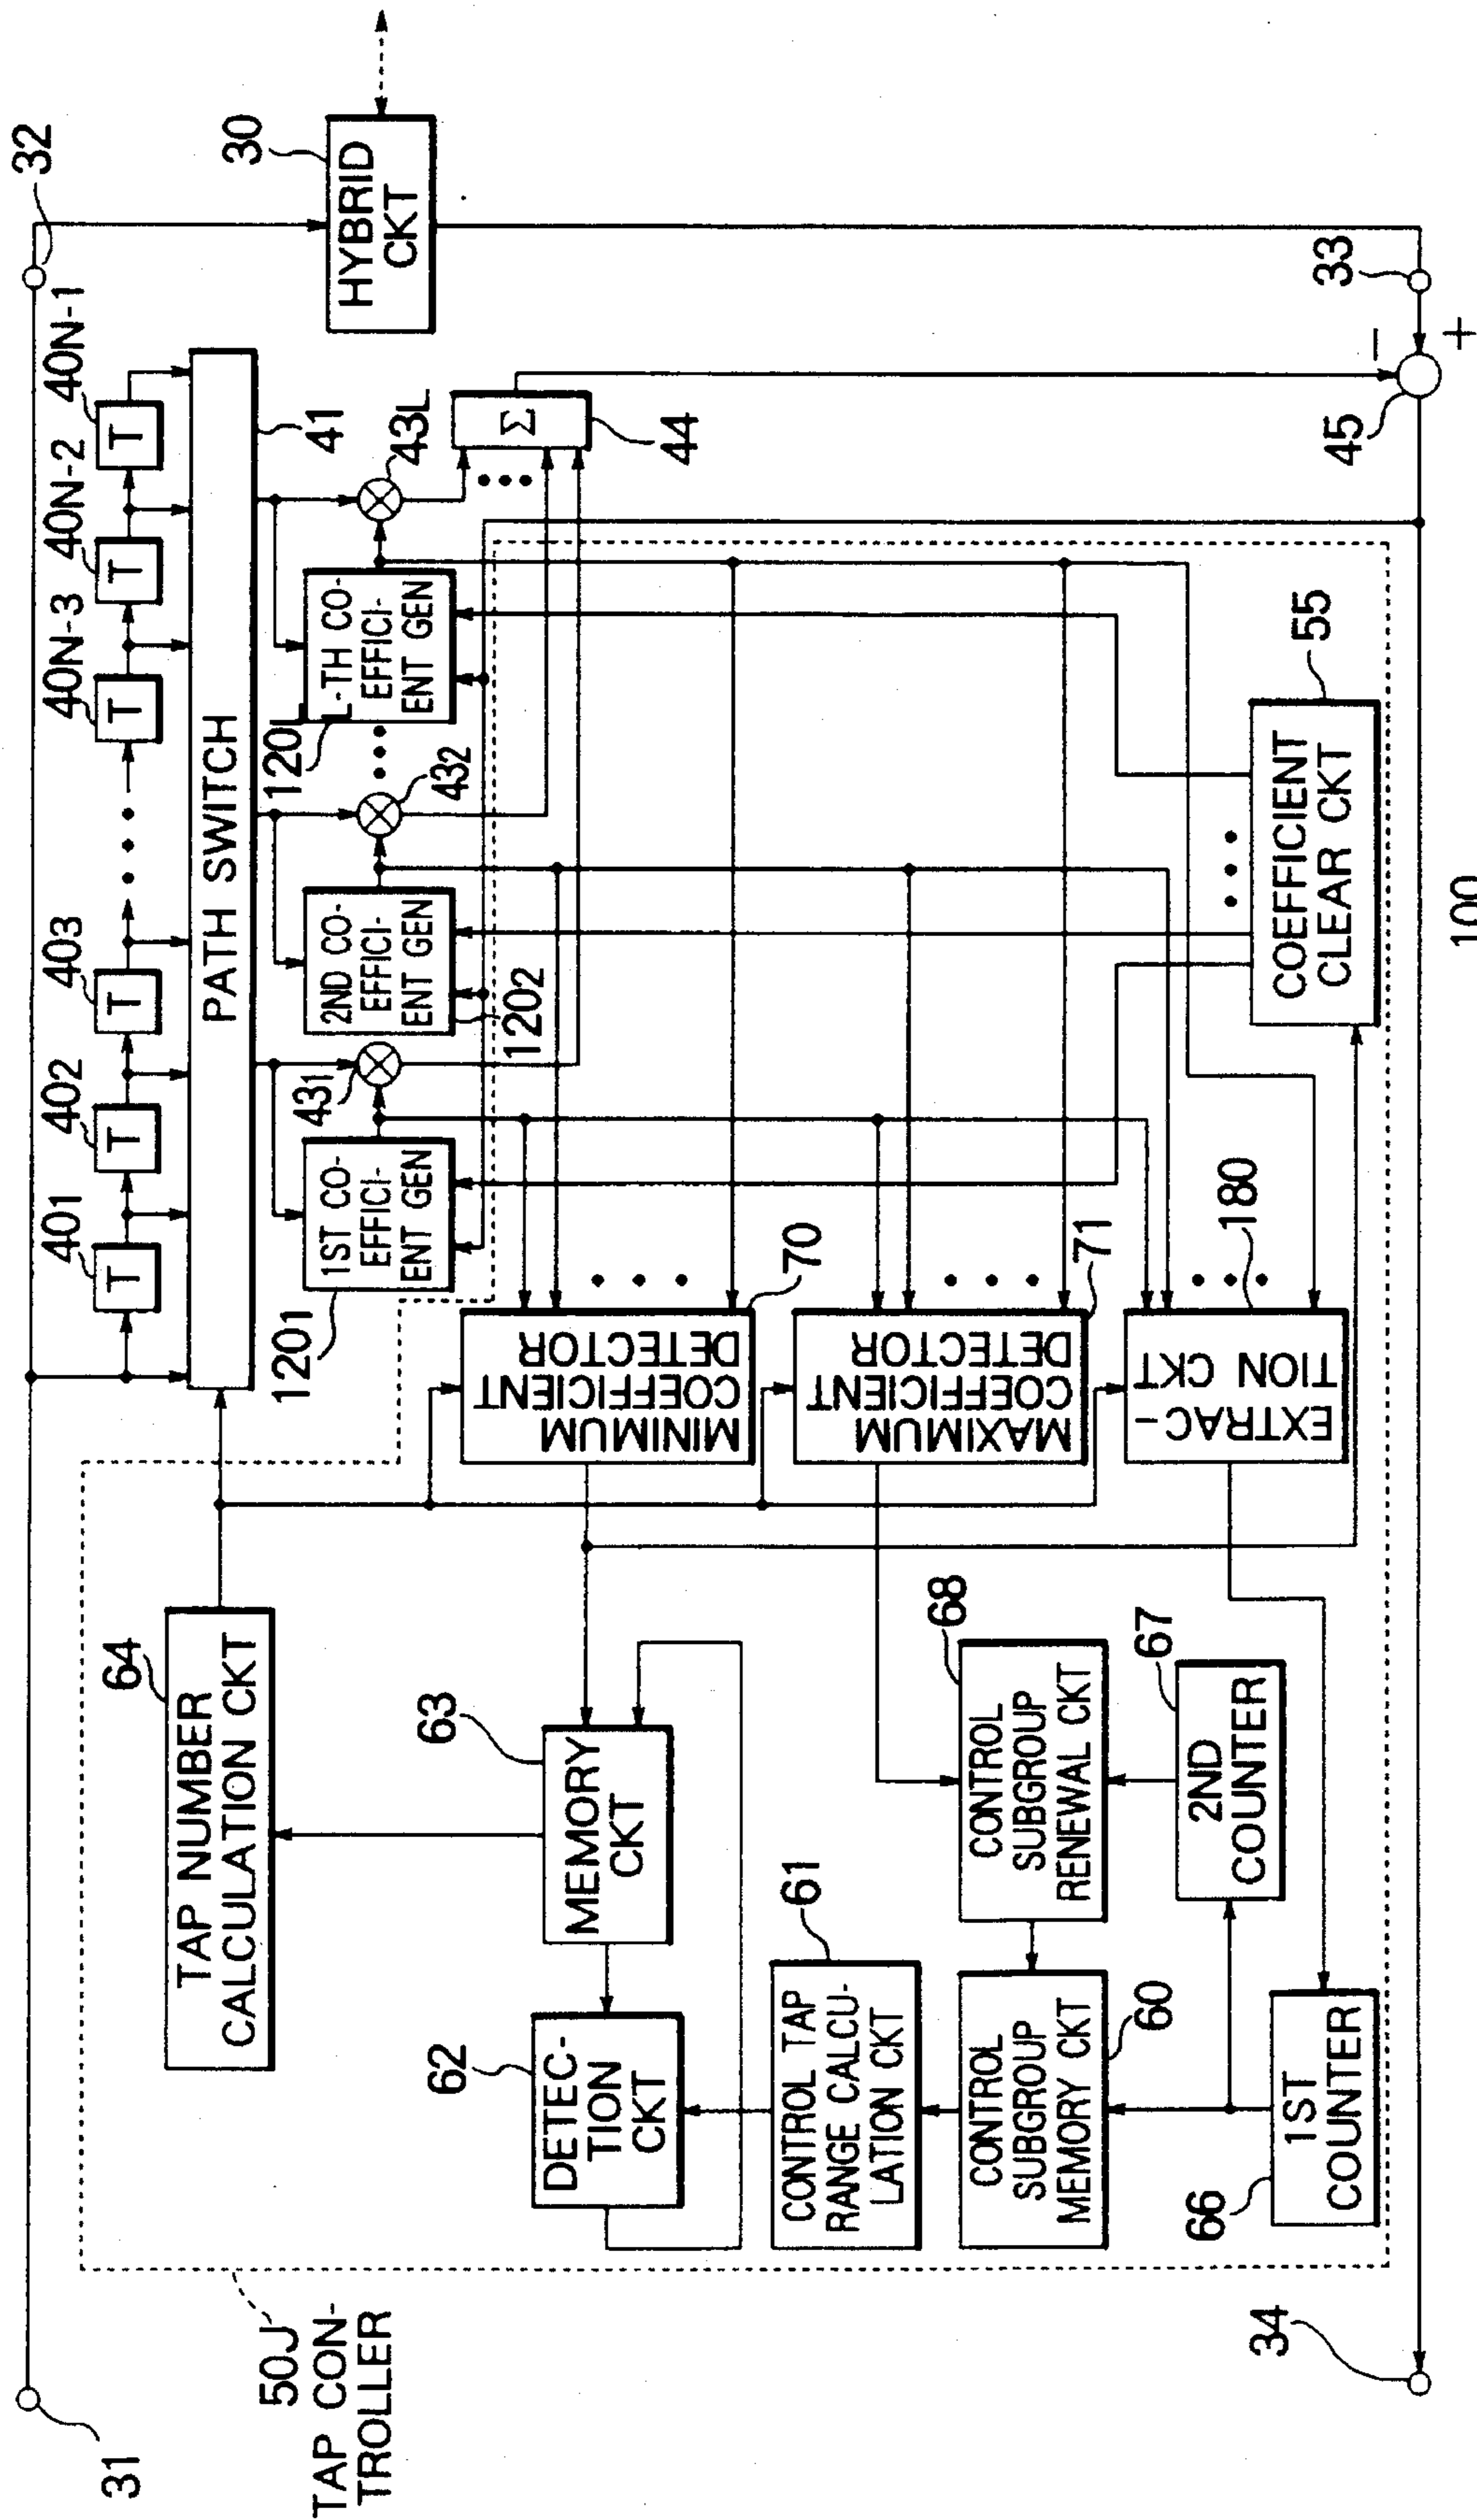 31
32
40₁
40₂
40₃
40N-3
40N-2
40N-1
T
T
T
T
T
T
PATH SWITCH
41
30
HYBRID
CKT
50J
TAP CON-
TROLLER
64
TAP NUMBER
CALCULATION CKT
120₁
1ST CO-
EFFICI-
ENT GEN
43₁
120₂
2ND CO-
EFFICI-
ENT GEN
43₂
120L
L-TH CO-
EFFICI-
ENT GEN
43L
Σ
44
62
DETEC-
TION
CKT
63
MEMORY
CKT
70
MINIMUM
COEFFICIENT
DETECTOR
61
CONTROL TAP
RANGE CALCU-
LATION CKT
71
MAXIMUM
COEFFICIENT
DETECTOR
60
CONTROL
SUBGROUP
MEMORY CKT
68
CONTROL
SUBGROUP
RENEWAL CKT
180
EXTRAC-
TION CKT
67
2ND
COUNTER
66
1ST
COUNTER
55
COEFFICIENT
CLEAR CKT
34
45
-
+
33
100